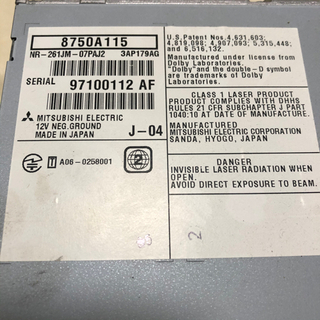 8750A115
NR-261JM-07PAJ2 3AP179AG
SERIAL 97100112 AF
MITSUBISHI ELECTRIC
12V NEG.GROUND
MADE IN JAPAN J-04
T A06-0258001
U.S.Patent Nos.4,631,603;
4,819,098; 4,907,093; 5,315,448;
and 6,516,132.
Manufactured under license from
Dolby Laboratories.
"Dolby" and the double-D symbol
are trademarks of Dolby
Laboratories.
CLASS 1 LASER PRODUCT
PRODUCT COMPLIES WITH DHHS
RULES 21 CFR SUBCHAPTER J PART
1040:10 AT DATE OF MANUFACTURE.
MANUFACTURED
MITSUBISHI ELECTRIC CORPORATION
SANDA, HYOGO, JAPAN
DANGER
INVISIBLE LASER RADIATION WHEN
OPEN.
AVOID DIRECT EXPOSURE TO BEAM.
2